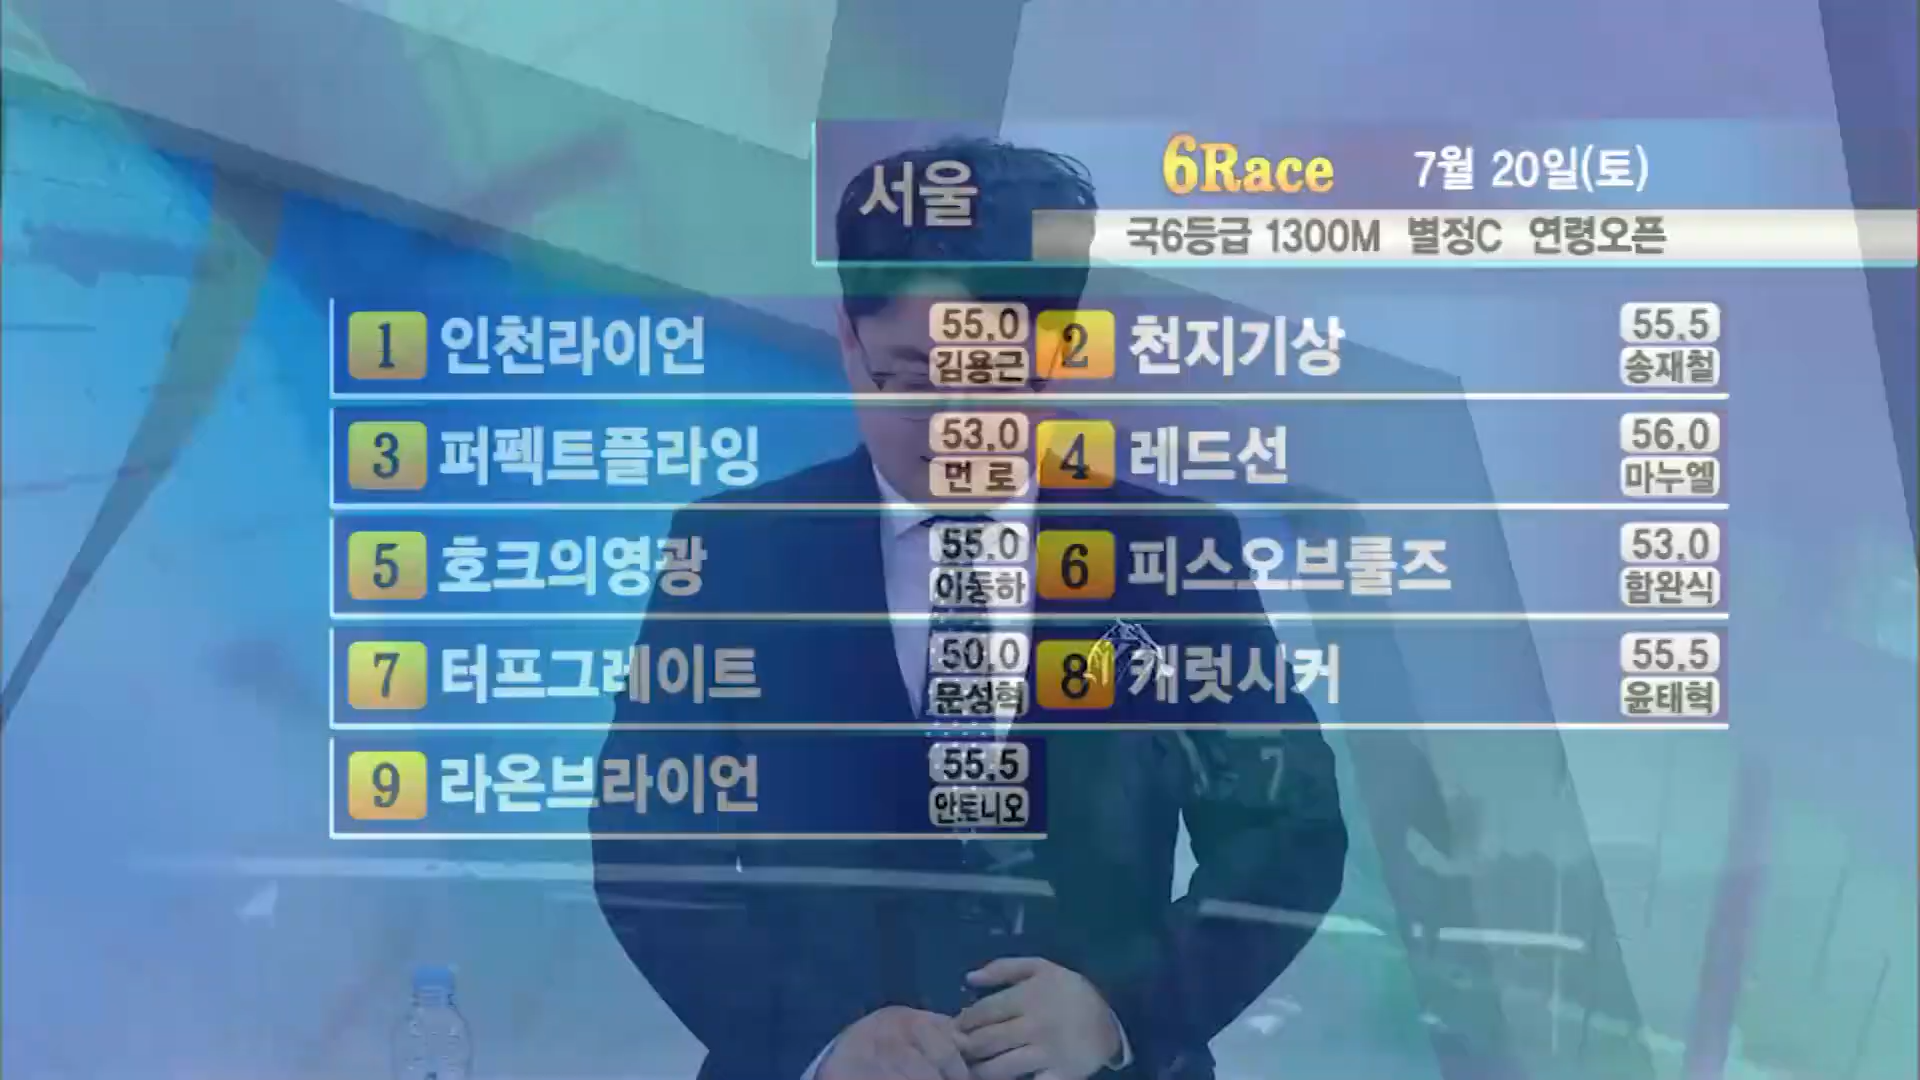 서울
6Race 7월 20일(토)
국6등급 1300M 별정C 연령오픈
1 인천라이언 55.0 김용근
2 천지기상 55.5 송재철
3 퍼펙트플라잉 53.0 먼 로
4 레드선 56.0 마누엘
5 호크의영광 55.0 이동하
6 피스오브룰즈 53.0 함완식
7 터프그레이트 50.0 문성혁
8 캐럿시커 55.5 윤태혁
9 라온브라이언 55.5 안토니오